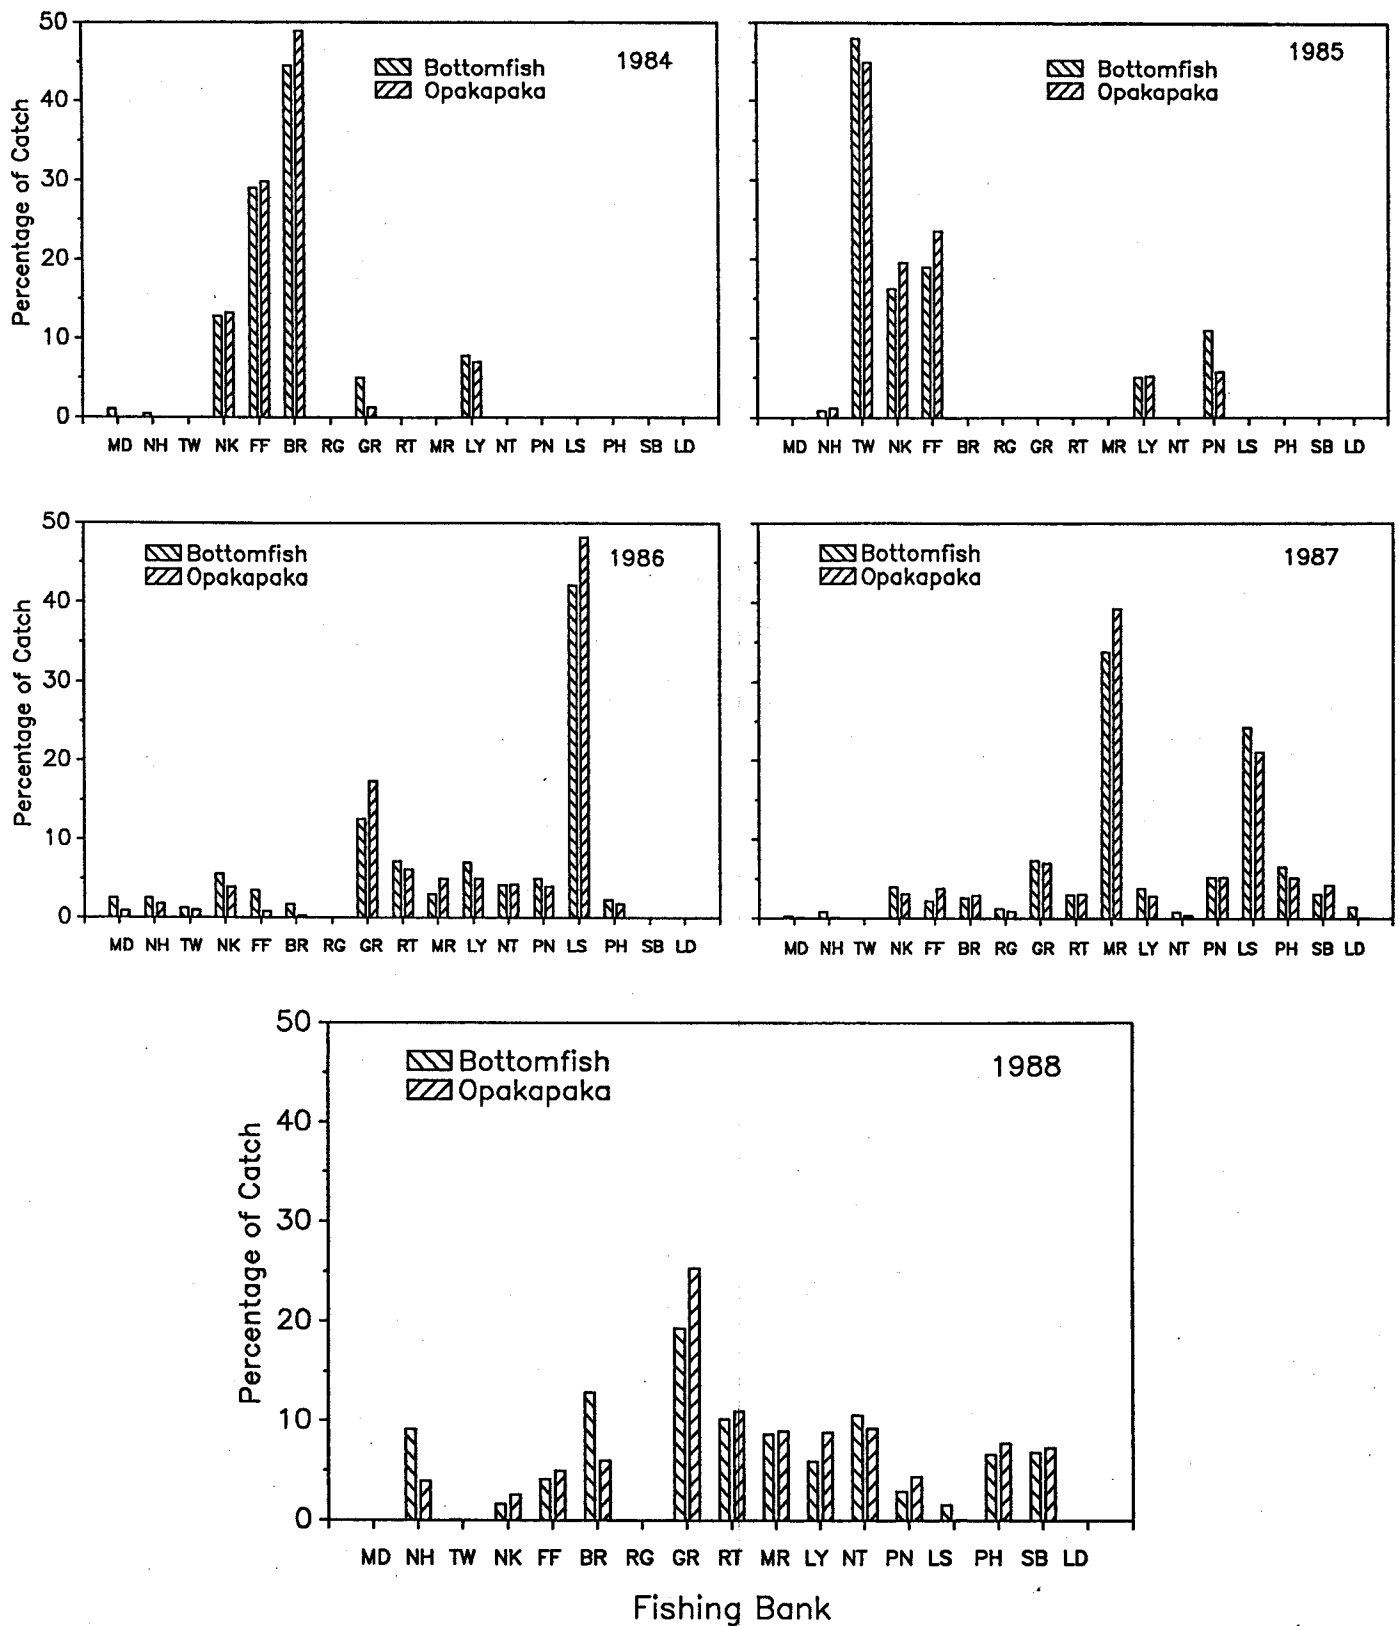 50
40
30
20
10
0
Percentage of Catch
Bottomfish
Opakapaka
1984
MD NH TW NK FF BR RG GR RT MR LY NT PN LS PH SB LD
Bottomfish
Opakapaka
1985
MD NH TW NK FF BR RG GR RT MR LY NT PN LS PH SB LD
50
40
30
20
10
0
Percentage of Catch
Bottomfish
Opakapaka
1986
MD NH TW NK FF BR RG GR RT MR LY NT PN LS PH SB LD
Bottomfish
Opakapaka
1987
MD NH TW NK FF BR RG GR RT MR LY NT PN LS PH SB LD
50
40
30
20
10
0
Percentage of Catch
Bottomfish
Opakapaka
1988
MD NH TW NK FF BR RG GR RT MR LY NT PN LS PH SB LD
Fishing Bank